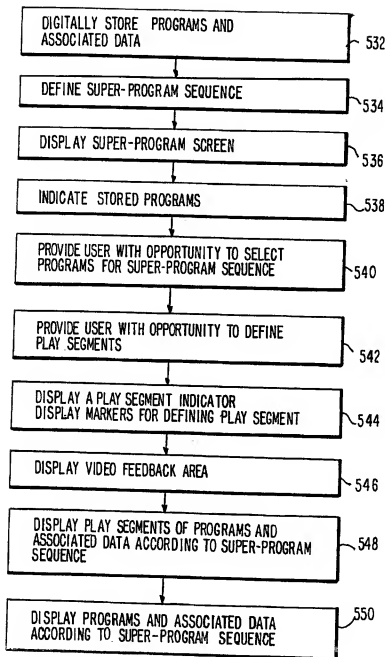 DIGITALLY STORE PROGRAMS AND
ASSOCIATED DATA
532
DEFINE SUPER-PROGRAM SEQUENCE
534
DISPLAY SUPER-PROGRAM SCREEN
536
INDICATE STORED PROGRAMS
538
PROVIDE USER WITH OPPORTUNITY TO SELECT
PROGRAMS FOR SUPER-PROGRAM SEQUENCE
540
PROVIDE USER WITH OPPORTUNITY TO DEFINE
PLAY SEGMENTS
542
DISPLAY A PLAY SEGMENT INDICATOR
DISPLAY MARKERS FOR DEFINING PLAY SEGMENT
544
DISPLAY VIDEO FEEDBACK AREA
546
DISPLAY PLAY SEGMENTS OF PROGRAMS AND
ASSOCIATED DATA ACCORDING TO SUPER-PROGRAM
SEQUENCE
548
DISPLAY PROGRAMS AND ASSOCIATED DATA
ACCORDING TO SUPER-PROGRAM SEQUENCE
550